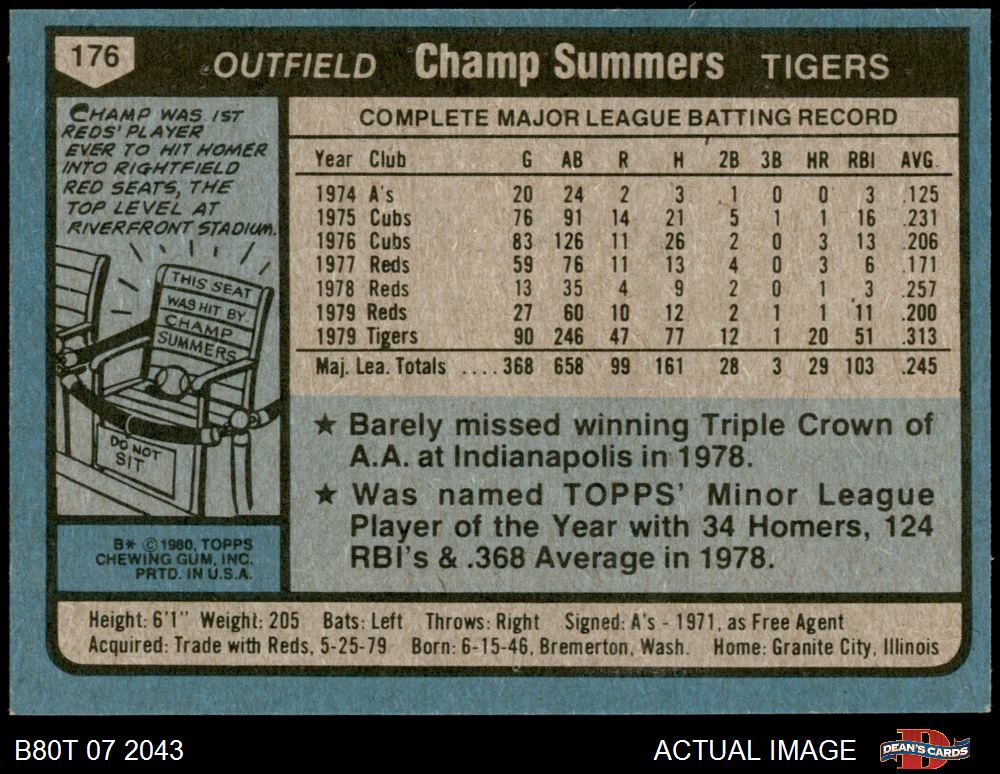 176
OUTFIELD Champ Summers TIGERS
CHAMP WAS 1ST
REDS' PLAYER
EVER TO HIT HOMER
INTO RIGHTFIELD
RED SEATS, THE
TOP LEVEL AT
RIVERFRONT STADIUM.
THIS SEAT
WAS HIT BY
CHAMP
SUMMERS
DO NOT
SIT
B* © 1980, TOPPS
CHEWING GUM, INC.
PRTD. IN U.S.A.
COMPLETE MAJOR LEAGUE BATTING RECORD
Year Club G AB R H 2B 3B HR RBI AVG.
1974 A's 20 24 2 3 1 0 0 3 .125
1975 Cubs 76 91 14 21 5 1 1 16 .231
1976 Cubs 83 126 11 26 2 0 3 13 .206
1977 Reds 59 76 11 13 4 0 3 6 .171
1978 Reds 13 35 4 9 2 0 1 3 .257
1979 Reds 27 60 10 12 2 1 1 11 .200
1979 Tigers 90 246 47 77 12 1 20 51 .313
Maj. Lea. Totals .... 368 658 99 161 28 3 29 103 .245
★ Barely missed winning Triple Crown of
A.A. at Indianapolis in 1978.
★ Was named TOPPS' Minor League
Player of the Year with 34 Homers, 124
RBI's & .368 Average in 1978.
Height: 6'1" Weight: 205 Bats: Left Throws: Right Signed: A's - 1971, as Free Agent
Acquired: Trade with Reds, 5-25-79 Born: 6-15-46, Bremerton, Wash. Home: Granite City, Illinois
B80T 07 2043 ACTUAL IMAGE
DEAN'S CARDS